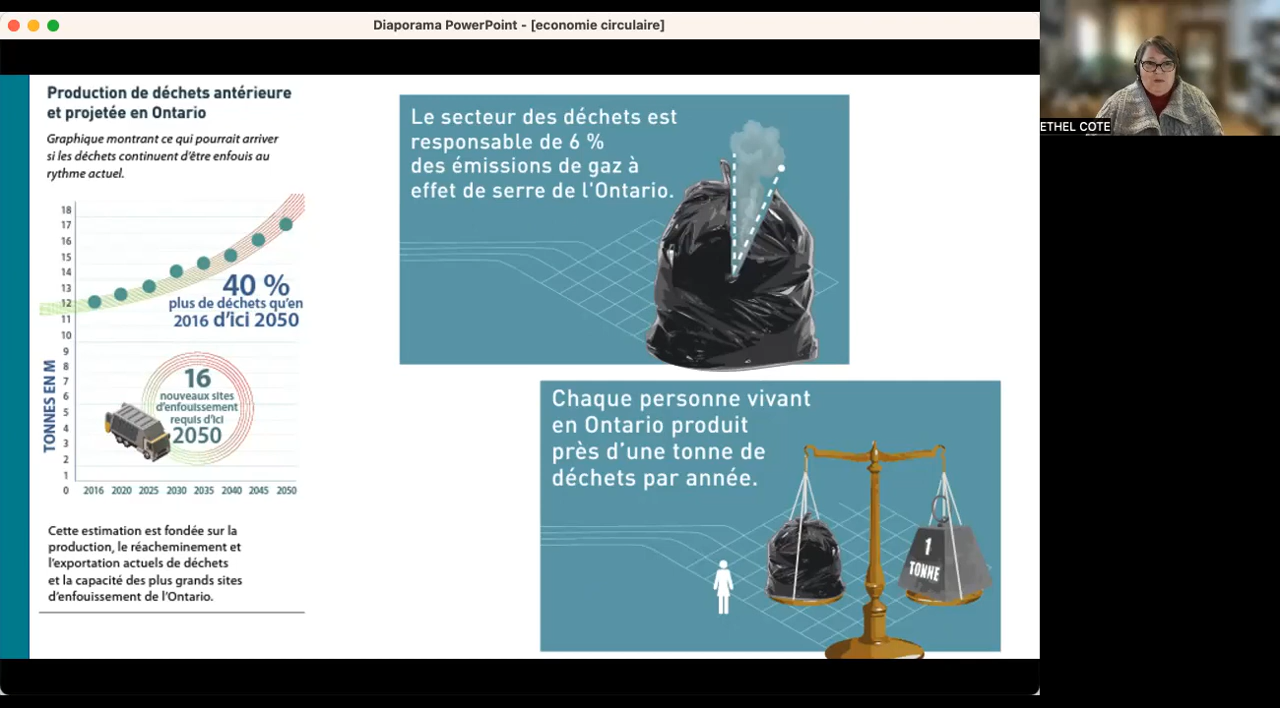 Diaporama PowerPoint - [economie circulaire]
ETHEL COTE
Production de déchets antérieure
et projetée en Ontario
Graphique montrant ce qui pourrait arriver
si les déchets continuent d'être enfouis au
rythme actuel.
18
17
16
15
14
13
12
11
10
9
8
7
6
5
4
3
2
1
0
TONNES EN M
40 %
plus de déchets qu'en
2016 d'ici 2050
16
nouveaux sites
d'enfouissement
requis d'ici
2050
2016 2020 2025 2030 2035 2040 2045 2050
Cette estimation est fondée sur la
production, le réacheminement et
l'exportation actuels de déchets
et la capacité des plus grands sites
d'enfouissement de l'Ontario.
Le secteur des déchets est
responsable de 6 %
des émissions de gaz à
effet de serre de l'Ontario.
Chaque personne vivant
en Ontario produit
près d'une tonne de
déchets par année.
1
TONNE